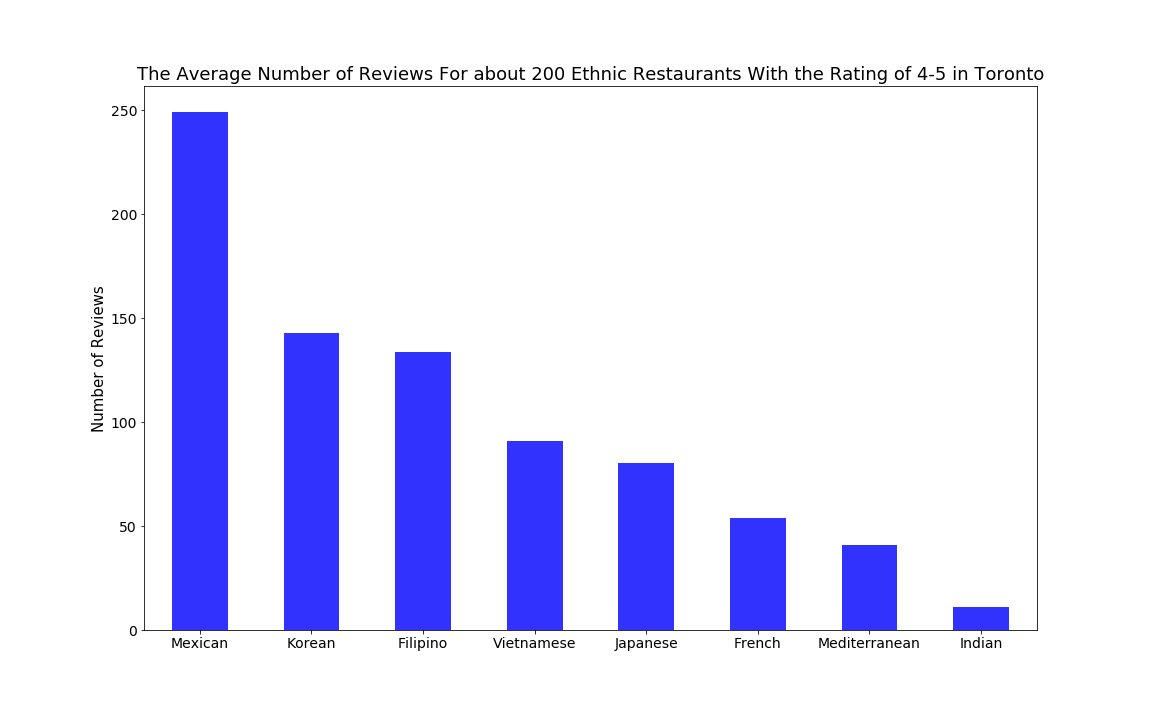 The Average Number of Reviews For about 200 Ethnic Restaurants With the Rating of 4-5 in Toronto
250
200
150
100
50
0
Number of Reviews
Mexican Korean Filipino Vietnamese Japanese French Mediterranean Indian